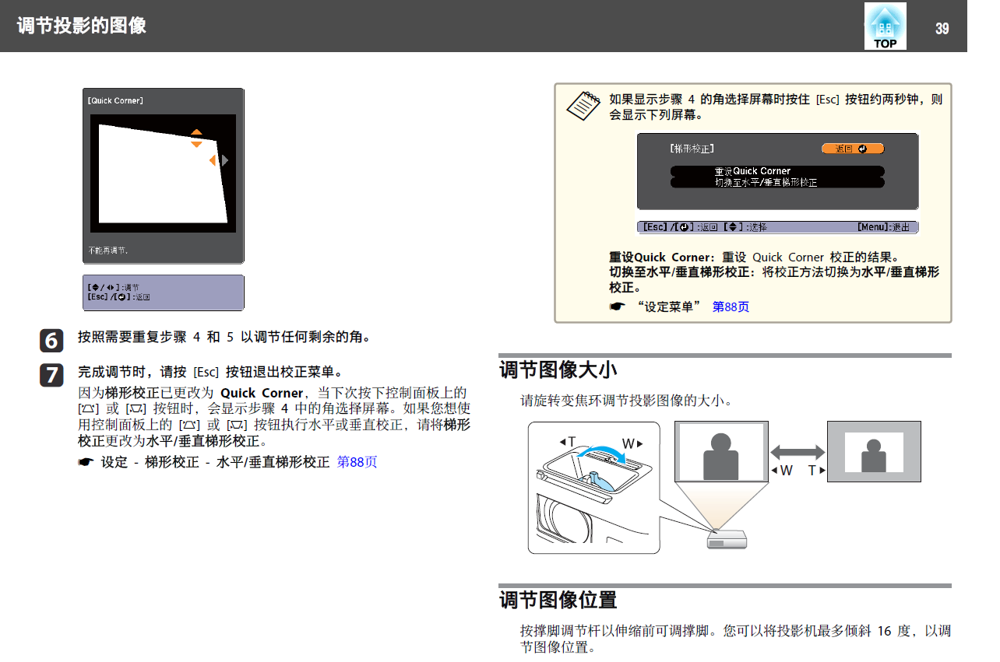 调节投影的图像
TOP
39
[Quick Corner]
不能再调节.
[◆/◀▶]:调节
[Esc]/[↵]:返回
6 按照需要重复步骤 4 和 5 以调节任何剩余的角。
7 完成调节时，请按 [Esc] 按钮退出校正菜单。
因为梯形校正已更改为 Quick Corner，当下次按下控制面板上的
[] 或 [] 按钮时，会显示步骤 4 中的角选择屏幕。如果您想使
用控制面板上的 [] 或 [] 按钮执行水平或垂直校正，请将梯形
校正更改为水平/垂直梯形校正。
☛ 设定 - 梯形校正 - 水平/垂直梯形校正 第88页
如果显示步骤 4 的角选择屏幕时按住 [Esc] 按钮约两秒钟，则
会显示下列屏幕。
[梯形校正] 返回 ↵
重设Quick Corner
切换至水平/垂直梯形校正
[Esc]/[↵]:返回 [◆]:选择 [Menu]:退出
重设Quick Corner：重设 Quick Corner 校正的结果。
切换至水平/垂直梯形校正：将校正方法切换为水平/垂直梯形
校正。
☛ “设定菜单” 第88页
调节图像大小
请旋转变焦环调节投影图像的大小。
◀T W▶
◀W T▶
调节图像位置
按撑脚调节杆以伸缩前可调撑脚。您可以将投影机最多倾斜 16 度，以调
节图像位置。